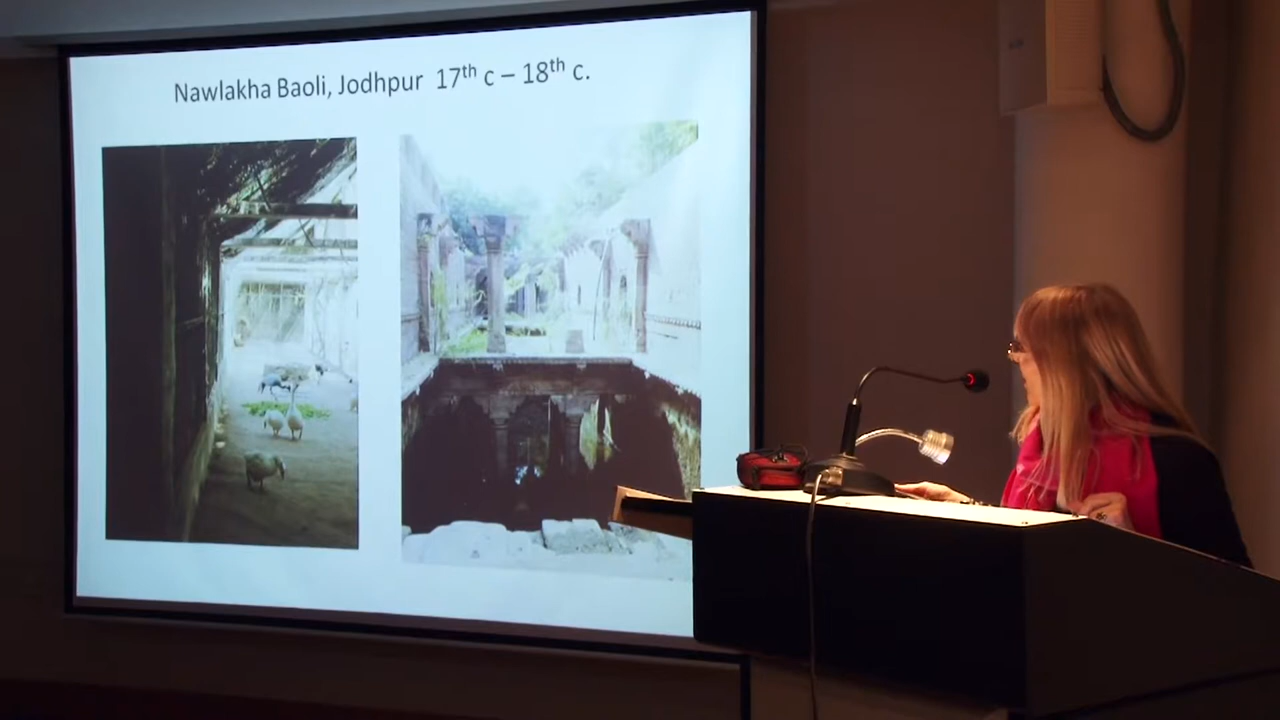 Nawlakha Baoli, Jodhpur 17th c – 18th c.